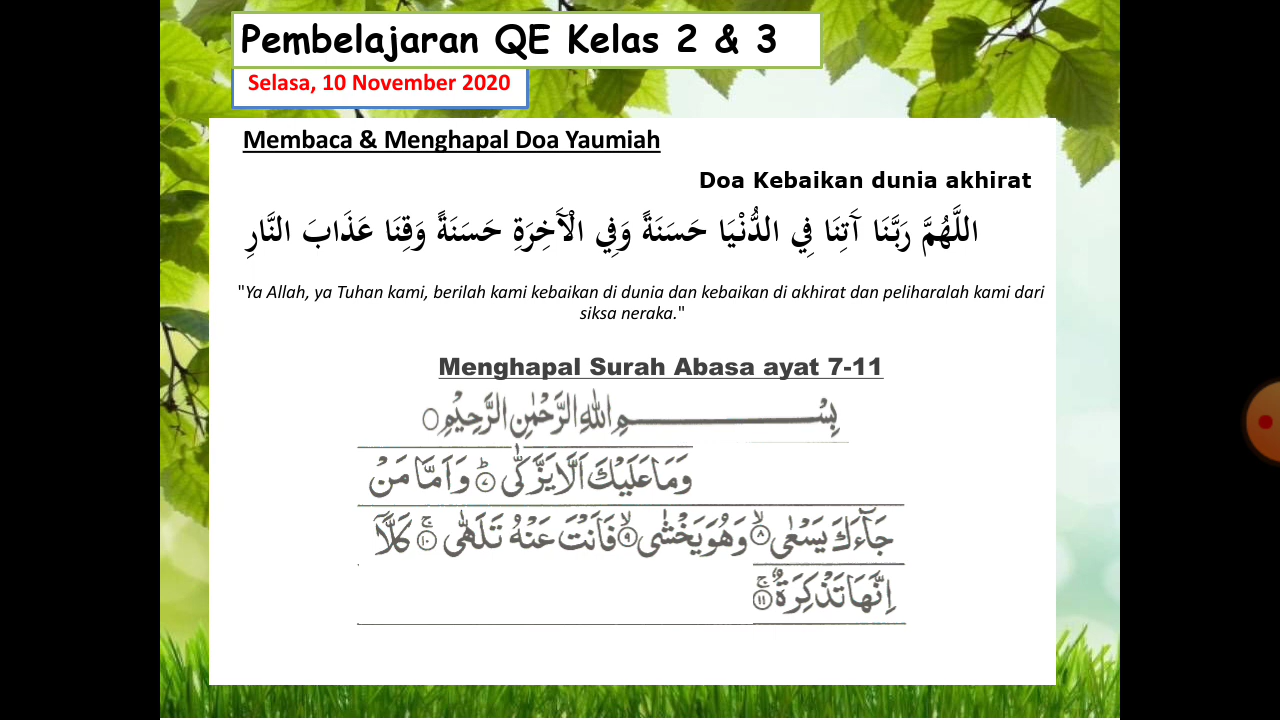 Pembelajaran QE Kelas 2 & 3
Selasa, 10 November 2020
Membaca & Menghapal Doa Yaumiah
Doa Kebaikan dunia akhirat
اللَّهُمَّ رَبَّنَا آتِنَا فِي الدُّنْيَا حَسَنَةً وَفِي الْآخِرَةِ حَسَنَةً وَقِنَا عَذَابَ النَّارِ
"Ya Allah, ya Tuhan kami, berilah kami kebaikan di dunia dan kebaikan di akhirat dan peliharalah kami dari
siksa neraka."
Menghapal Surah Abasa ayat 7-11
بِسْمِ اللّٰهِ الرَّحْمٰنِ الرَّحِيْمِ
وَمَا عَلَيْكَ اَلَّا يَزَّكّٰىۗ ٧ وَاَمَّا مَنْ
جَاۤءَكَ يَسْعٰىۙ ٨ وَهُوَ يَخْشٰىۙ ٩ فَاَنْتَ عَنْهُ تَلَهّٰىۚ ١٠ كَلَّآ
اِنَّهَا تَذْكِرَةٌۚ ١١